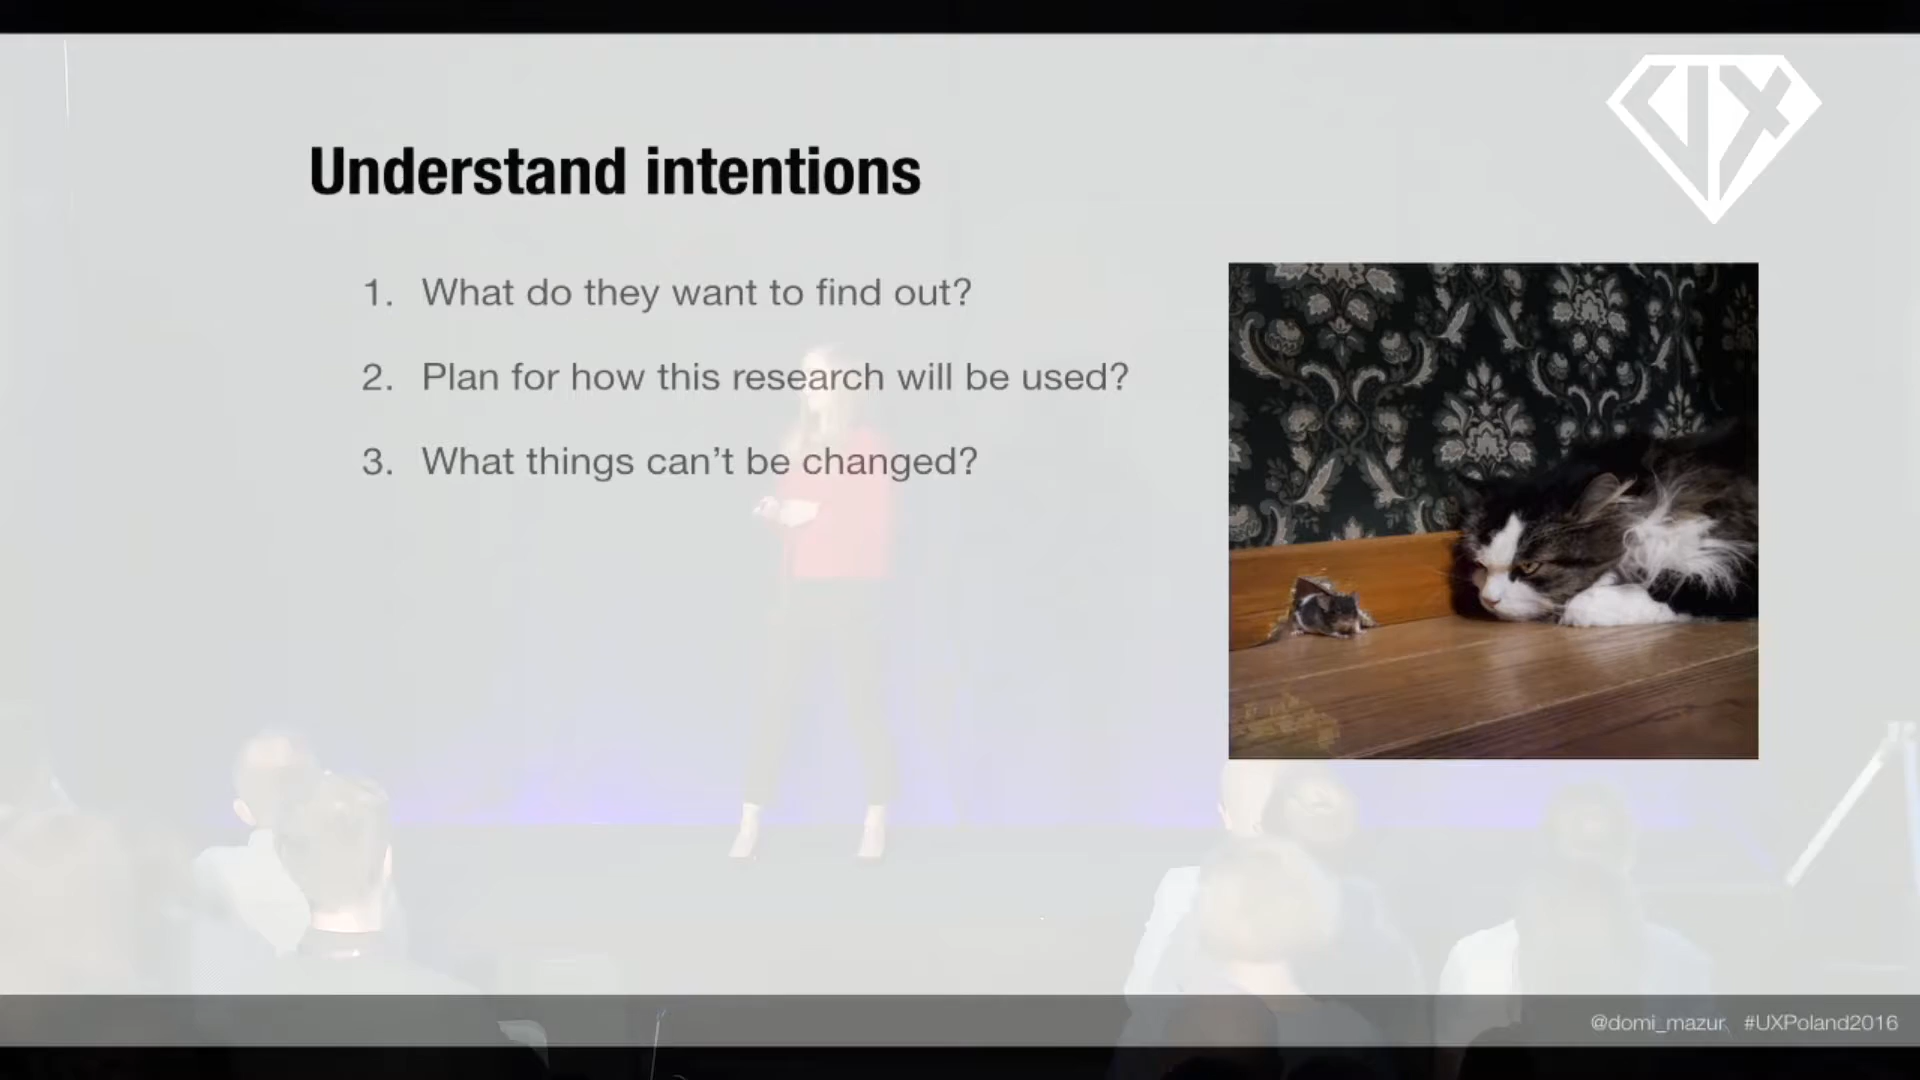 UX
Understand intentions
1. What do they want to find out?
2. Plan for how this research will be used?
3. What things can’t be changed?
@domi_mazur #UXPoland2016